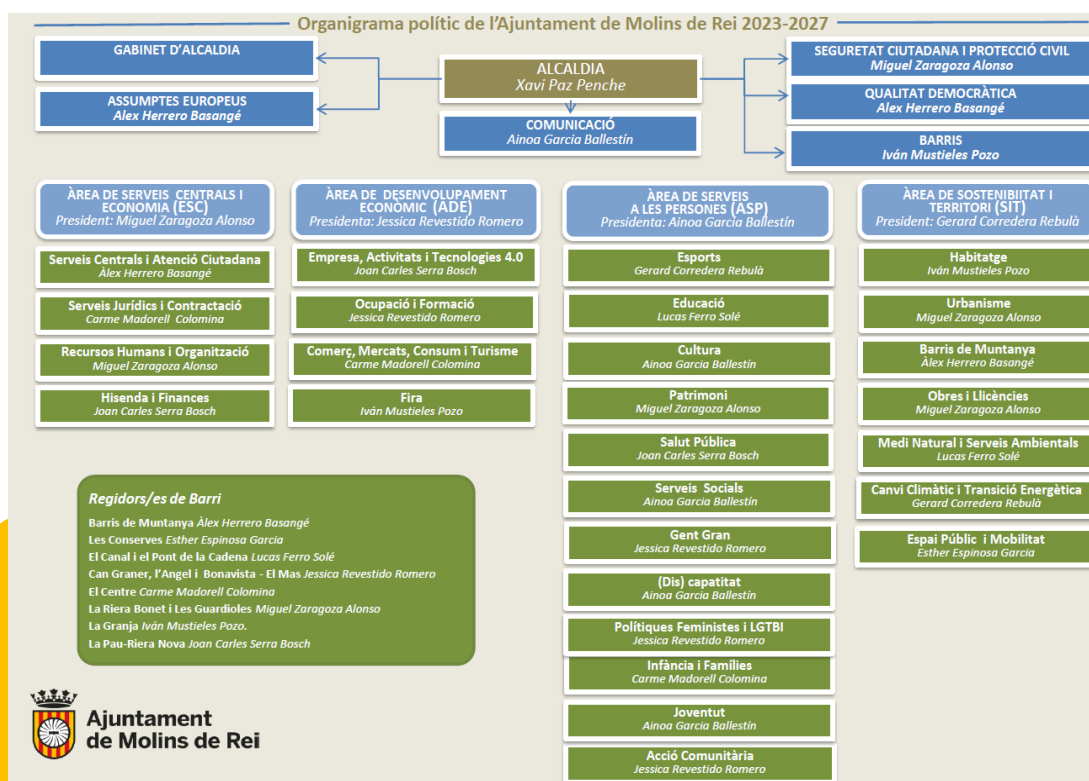 Organigrama polític de l'Ajuntament de Molins de Rei 2023-2027
GABINET D'ALCALDIA
ASSUMPTES EUROPEUS
Alex Herrero Basangé
ALCALDIA
Xavi Paz Penche
COMUNICACIÓ
Ainoa Garcia Ballestín
SEGURETAT CIUTADANA I PROTECCIÓ CIVIL
Miguel Zaragoza Alonso
QUALITAT DEMOCRÀTICA
Alex Herrero Basangé
BARRIS
Iván Mustieles Pozo
ÀREA DE SERVEIS CENTRALS I
ECONOMIA (ESC)
President: Miguel Zaragoza Alonso
Serveis Centrals i Atenció Ciutadana
Àlex Herrero Basangé
Serveis Jurídics i Contractació
Carme Madorell Colomina
Recursos Humans i Organització
Miguel Zaragoza Alonso
Hisenda i Finances
Joan Carles Serra Bosch
ÀREA DE DESENVOLUPAMENT
ECONÒMIC (ADE)
Presidenta: Jessica Revestido Romero
Empresa, Activitats i Tecnologies 4.0
Joan Carles Serra Bosch
Ocupació i Formació
Jessica Revestido Romero
Comerç, Mercats, Consum i Turisme
Carme Madorell Colomina
Fira
Iván Mustieles Pozo
ÀREA DE SERVEIS
A LES PERSONES (ASP)
Presidenta: Ainoa Garcia Ballestín
Esports
Gerard Corredera Rebulà
Educació
Lucas Ferro Solé
Cultura
Ainoa Garcia Ballestín
Patrimoni
Miguel Zaragoza Alonso
Salut Pública
Joan Carles Serra Bosch
Serveis Socials
Ainoa Garcia Ballestín
Gent Gran
Jessica Revestido Romero
(Dis) capatitat
Ainoa Garcia Ballestín
Polítiques Feministes i LGTBI
Jessica Revestido Romero
Infància i Famílies
Carme Madorell Colomina
Joventut
Ainoa Garcia Ballestín
Acció Comunitària
Jessica Revestido Romero
ÀREA DE SOSTENIBIITAT I
TERRITORI (SIT)
President: Gerard Corredera Rebulà
Habitatge
Iván Mustieles Pozo
Urbanisme
Miguel Zaragoza Alonso
Barris de Muntanya
Àlex Herrero Basangé
Obres i Llicències
Miguel Zaragoza Alonso
Medi Natural i Serveis Ambientals
Lucas Ferro Solé
Canvi Climàtic i Transició Energètica
Gerard Corredera Rebulà
Espai Públic i Mobilitat
Esther Espinosa Garcia
Regidors/es de Barri
Barris de Muntanya Àlex Herrero Basangé
Les Conserves Esther Espinosa Garcia
El Canal i el Pont de la Cadena Lucas Ferro Solé
Can Graner, l'Angel i Bonavista - El Mas Jessica Revestido Romero
El Centre Carme Madorell Colomina
La Riera Bonet i Les Guardioles Miguel Zaragoza Alonso
La Granja Iván Mustieles Pozo.
La Pau-Riera Nova Joan Carles Serra Bosch
Ajuntament
de Molins de Rei